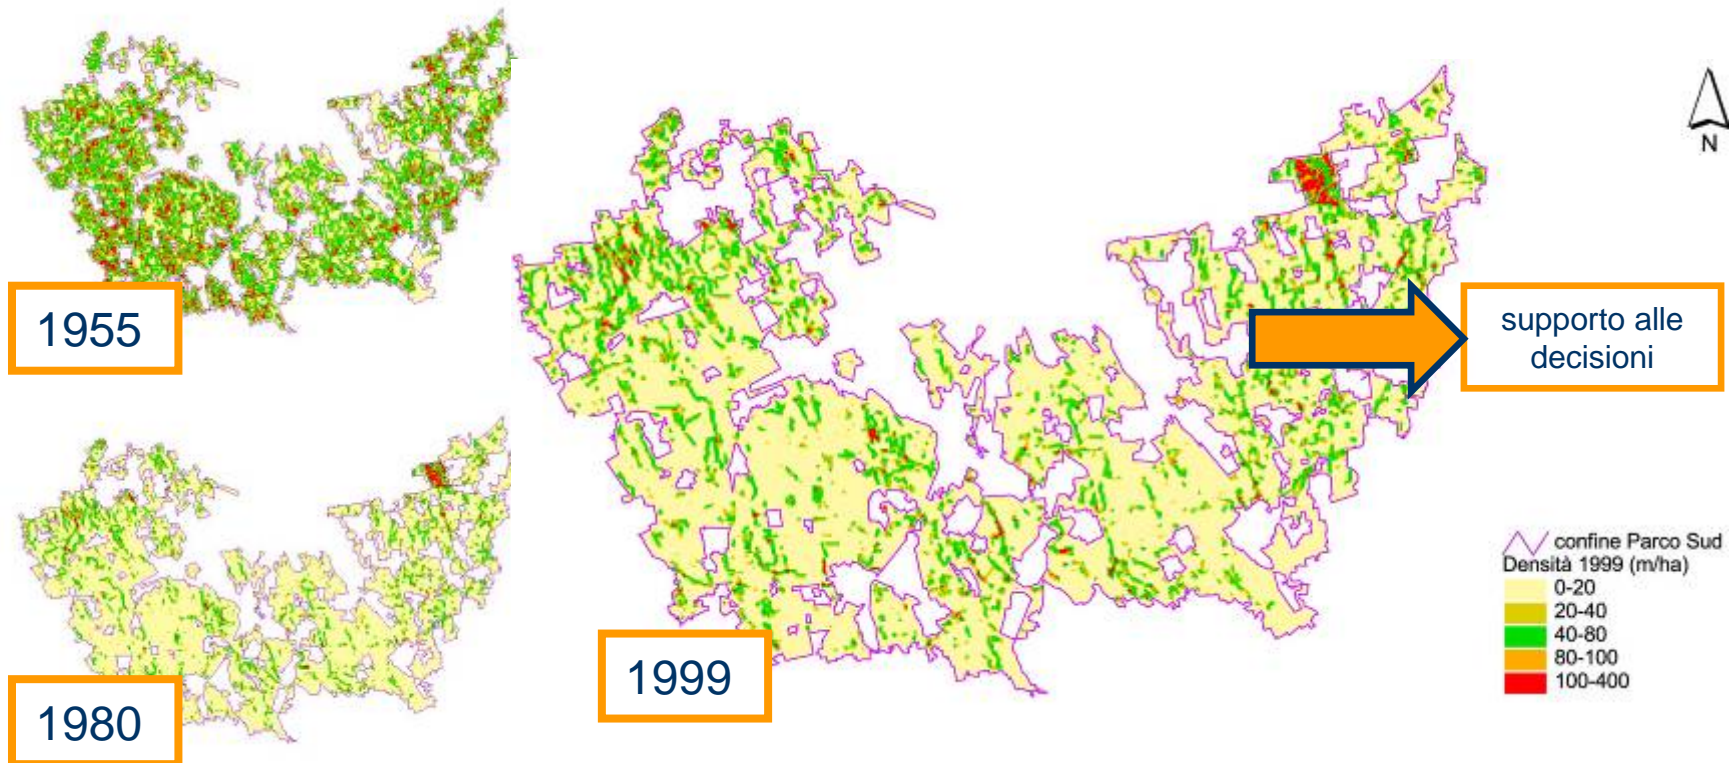 1955
1980
1999
N
supporto alle
decisioni
confine Parco Sud
Densità 1999 (m/ha)
0-20
20-40
40-80
80-100
100-400